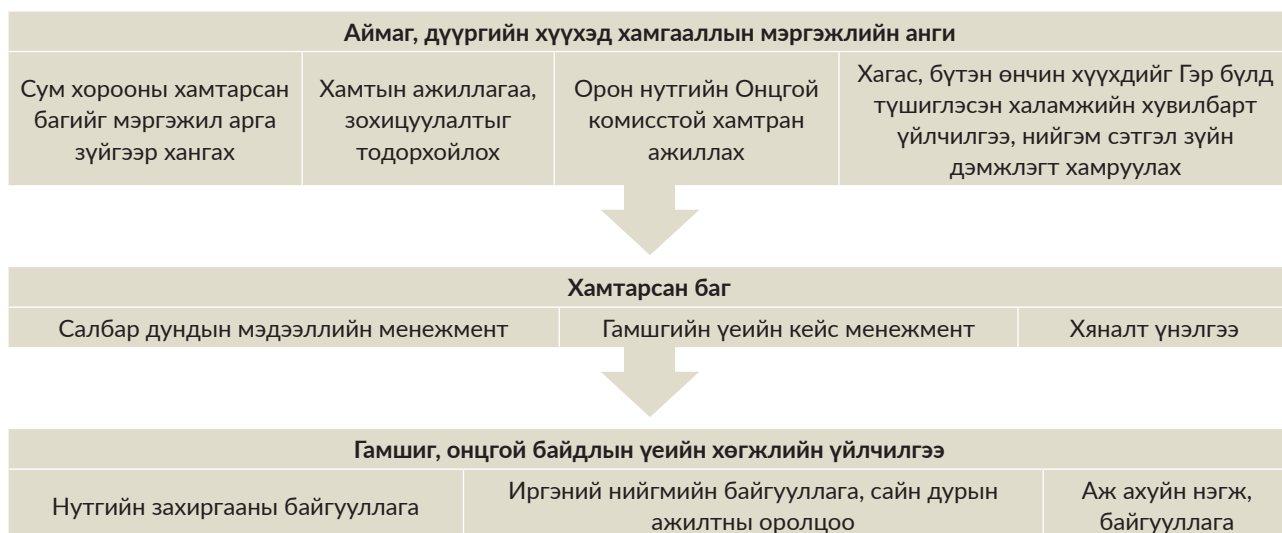 Аймаг, дүүргийн хүүхэд хамгааллын мэргэжлийн анги
Сум хорооны хамтарсан
багийг мэргэжил арга
зүйгээр хангах
Хамтын ажиллагаа,
зохицуулалтыг
тодорхойлох
Орон нутгийн Онцгой
комисстой хамтран
ажиллах
Хагас, бүтэн өнчин хүүхдийг Гэр бүлд
түшиглэсэн халамжийн хувилбарт
үйлчилгээ, нийгэм сэтгэл зүйн
дэмжлэгт хамруулах
Хамтарсан баг
Салбар дундын мэдээллийн менежмент
Гамшгийн үеийн кейс менежмент
Хяналт үнэлгээ
Гамшиг, онцгой байдлын үеийн хөгжлийн үйлчилгээ
Нутгийн захиргааны байгууллага
Иргэний нийгмийн байгууллага, сайн дурын
ажилтны оролцоо
Аж ахуйн нэгж,
байгууллага